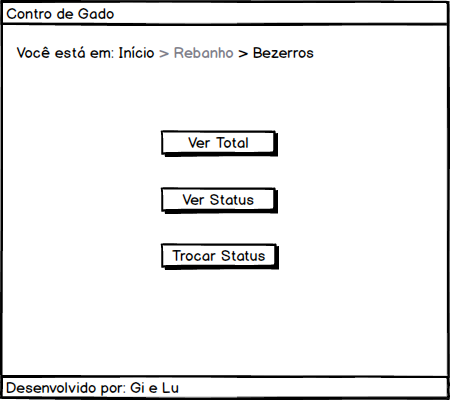 Contro de Gado
Você está em: Início > Rebanho > Bezerros
Ver Total
Ver Status
Trocar Status
Desenvolvido por: Gi e Lu